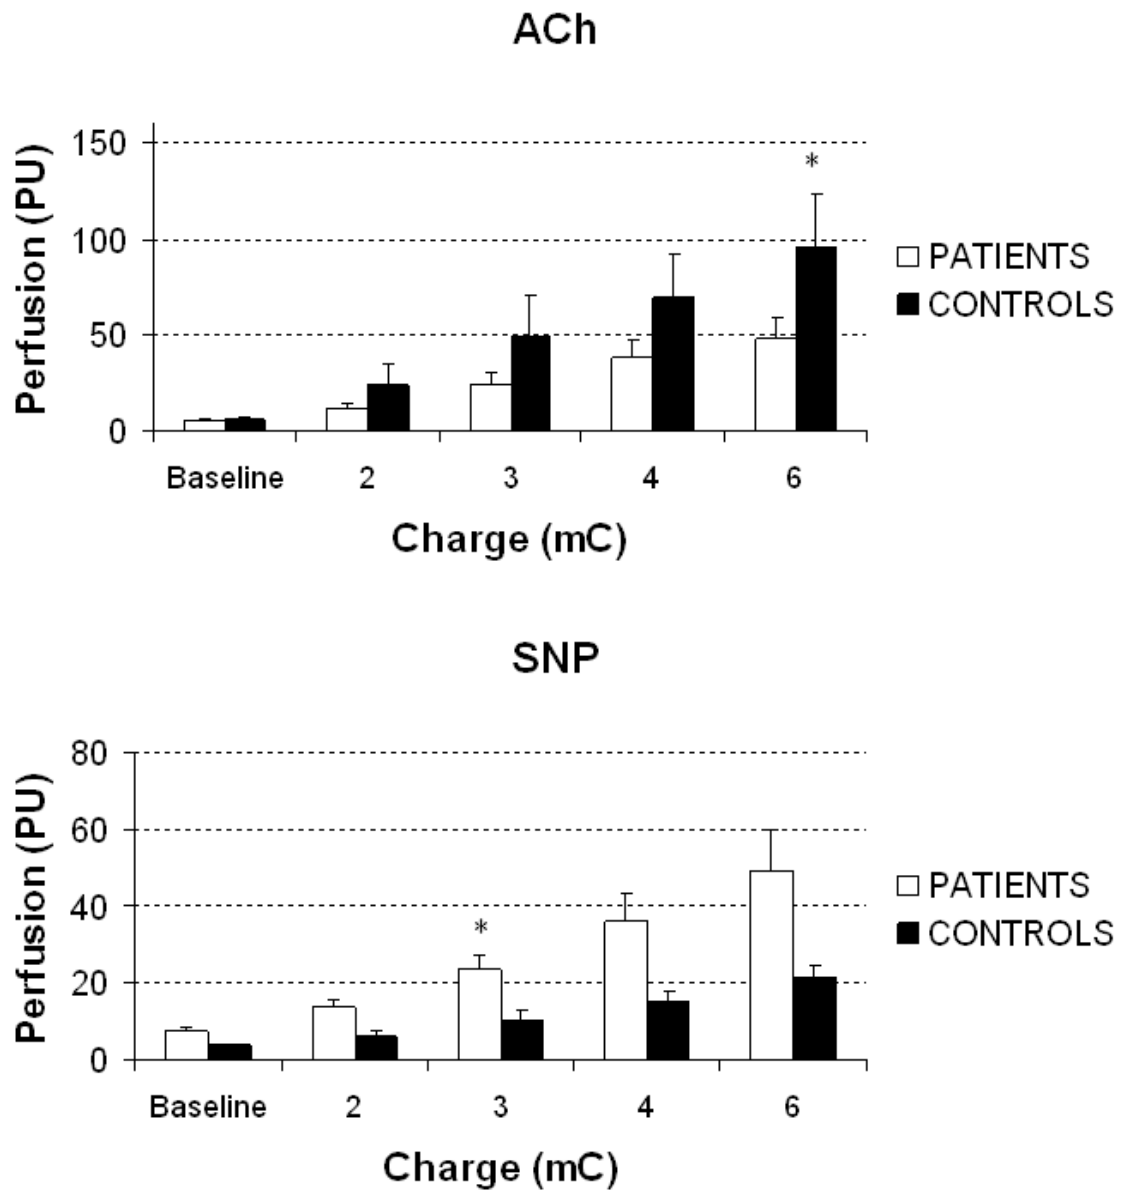 ACh
Perfusion (PU)
150
100
50
0
*
PATIENTS
CONTROLS
Baseline 2 3 4 6
Charge (mC)
SNP
Perfusion (PU)
80
60
40
20
0
*
PATIENTS
CONTROLS
Baseline 2 3 4 6
Charge (mC)